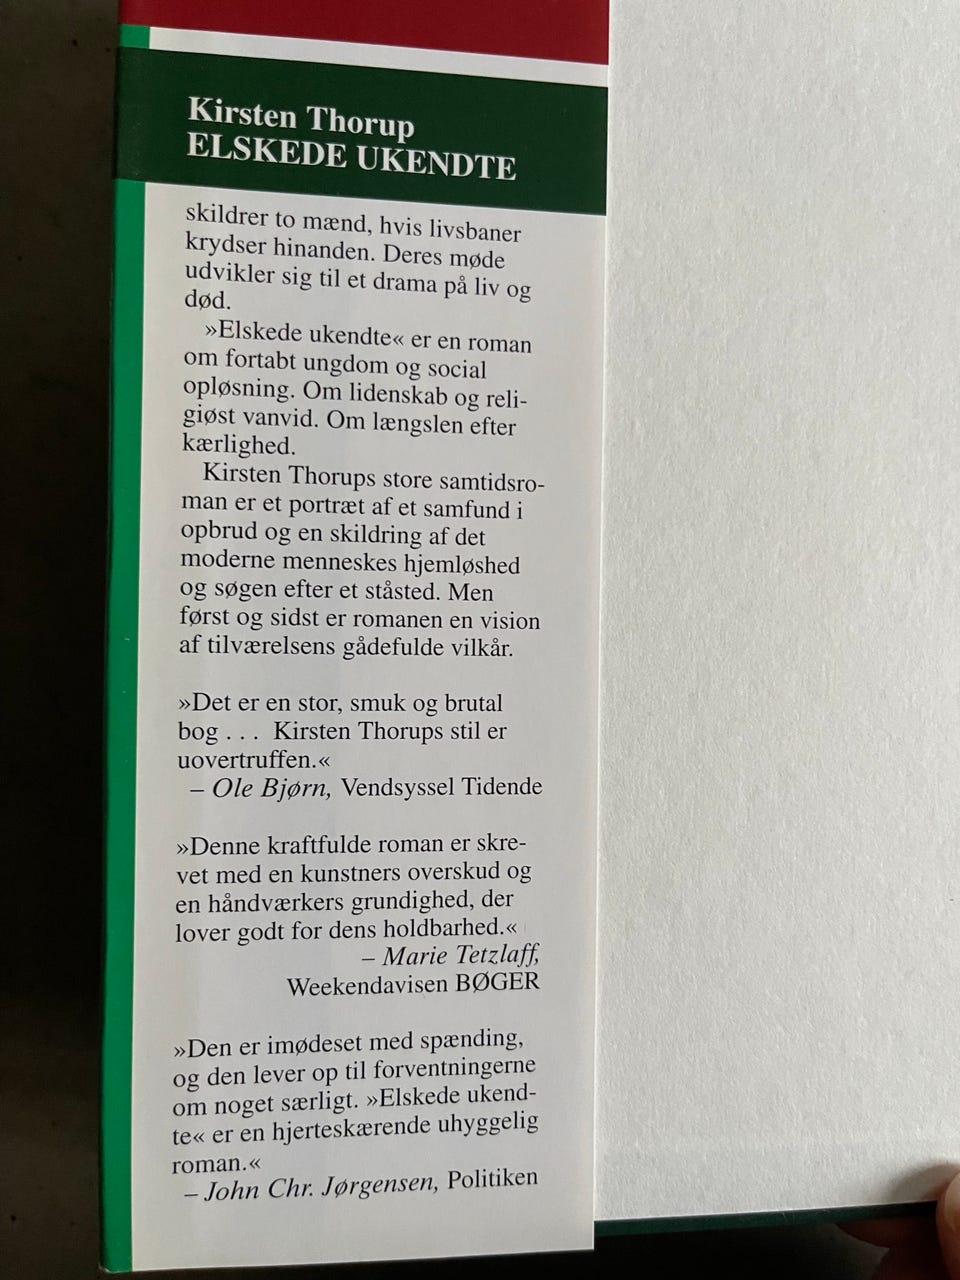 Kirsten Thorup
ELSKEDE UKENDTE
skildrer to mænd, hvis livsbaner
krydser hinanden. Deres møde
udvikler sig til et drama på liv og
død.
»Elskede ukendte« er en roman
om fortabt ungdom og social
opløsning. Om lidenskab og reli-
giøst vanvid. Om længslen efter
kærlighed.
Kirsten Thorups store samtidsro-
man er et portræt af et samfund i
opbrud og en skildring af det
moderne menneskes hjemløshed
og søgen efter et ståsted. Men
først og sidst er romanen en vision
af tilværelsens gådefulde vilkår.
»Det er en stor, smuk og brutal
bog . . . Kirsten Thorups stil er
uovertruffen.«
– Ole Bjørn, Vendsyssel Tidende
»Denne kraftfulde roman er skre-
vet med en kunstners overskud og
en håndværkers grundighed, der
lover godt for dens holdbarhed.«
– Marie Tetzlaff,
Weekendavisen BØGER
»Den er imødeset med spænding,
og den lever op til forventningerne
om noget særligt. »Elskede ukend-
te« er en hjerteskærende uhyggelig
roman.«
– John Chr. Jørgensen, Politiken